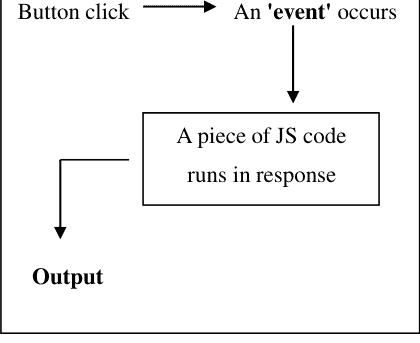 Button click
An 'event' occurs
A piece of JS code
runs in response
Output